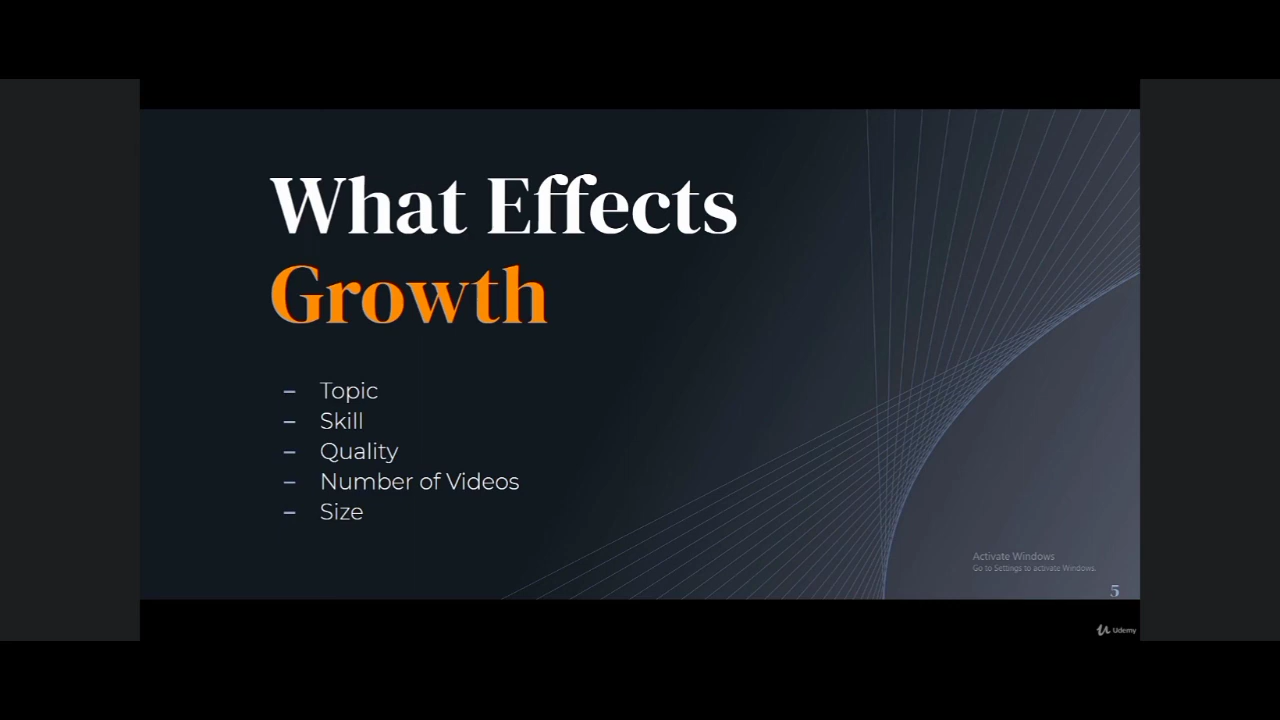 What Effects
Growth
– Topic
– Skill
– Quality
– Number of Videos
– Size
Activate Windows
Go to Settings to activate Windows.
5
Udemy